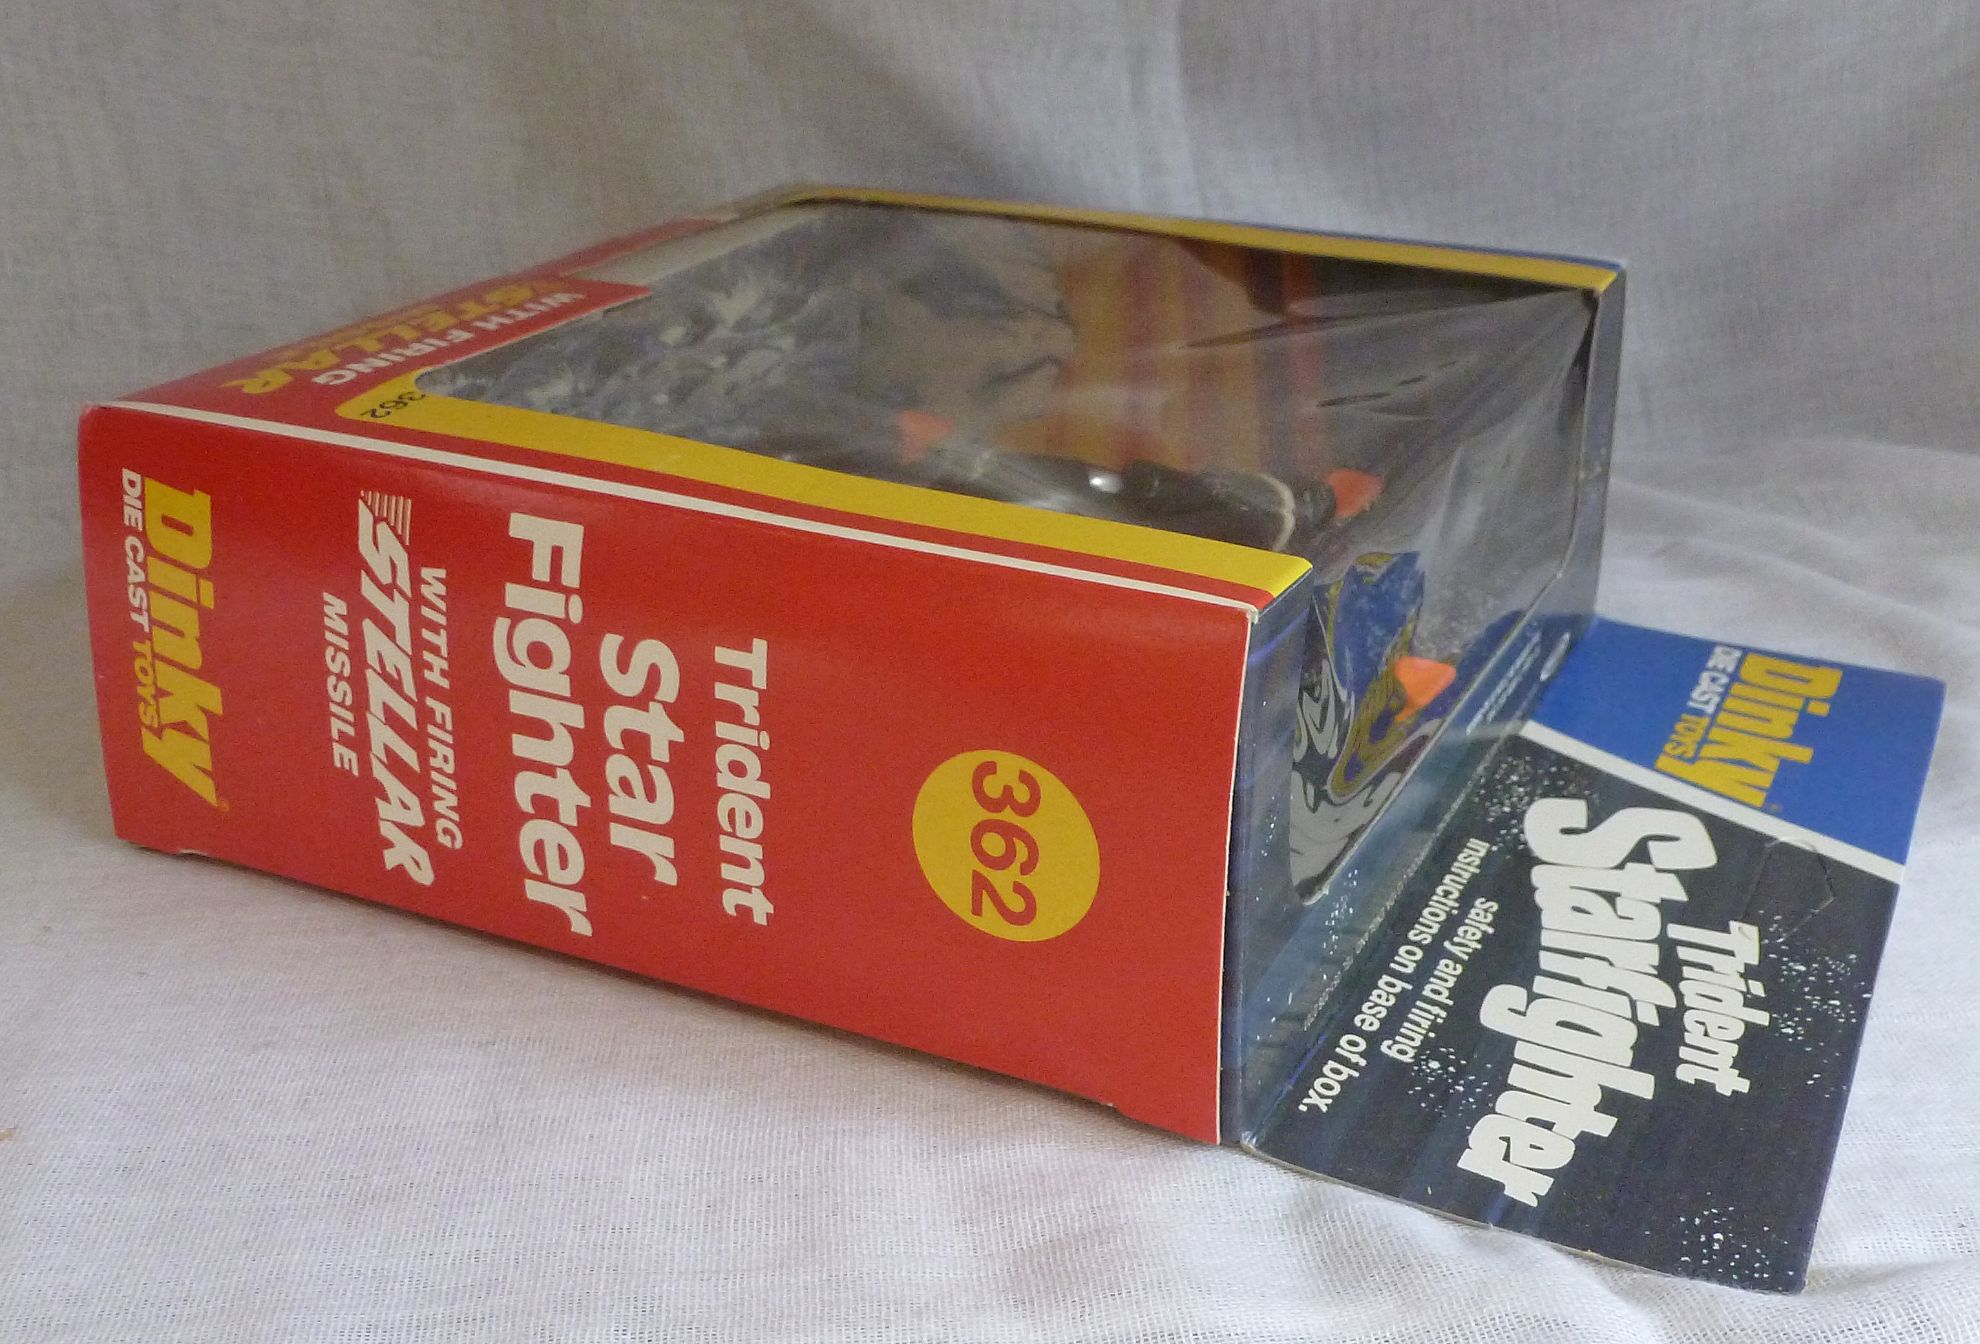 WITH FIRING
STELLAR
362
362
Trident
Star
Fighter
WITH FIRING
STELLAR
MISSILE
Dinky
DIE CAST TOYS
Dinky
DIE CAST TOYS
Trident
Starfighter
safety and firing
instructions on base of box.